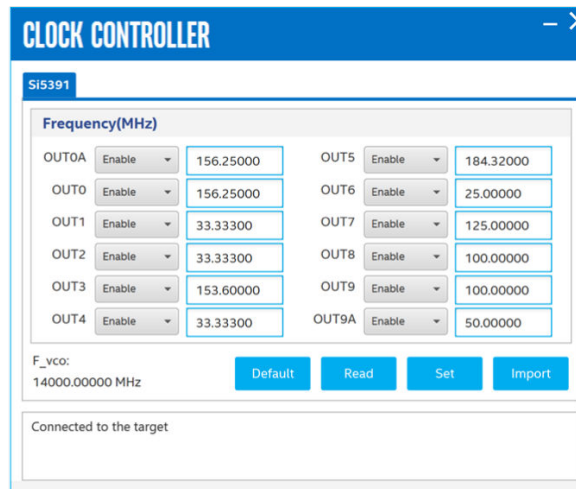 CLOCK CONTROLLER
Si5391
Frequency(MHz)
OUT0A Enable 156.25000 OUT5 Enable 184.32000
OUT0 Enable 156.25000 OUT6 Enable 25.00000
OUT1 Enable 33.33300 OUT7 Enable 125.00000
OUT2 Enable 33.33300 OUT8 Enable 100.00000
OUT3 Enable 153.60000 OUT9 Enable 100.00000
OUT4 Enable 33.33300 OUT9A Enable 50.00000
F_vco:
14000.00000 MHz
Default Read Set Import
Connected to the target